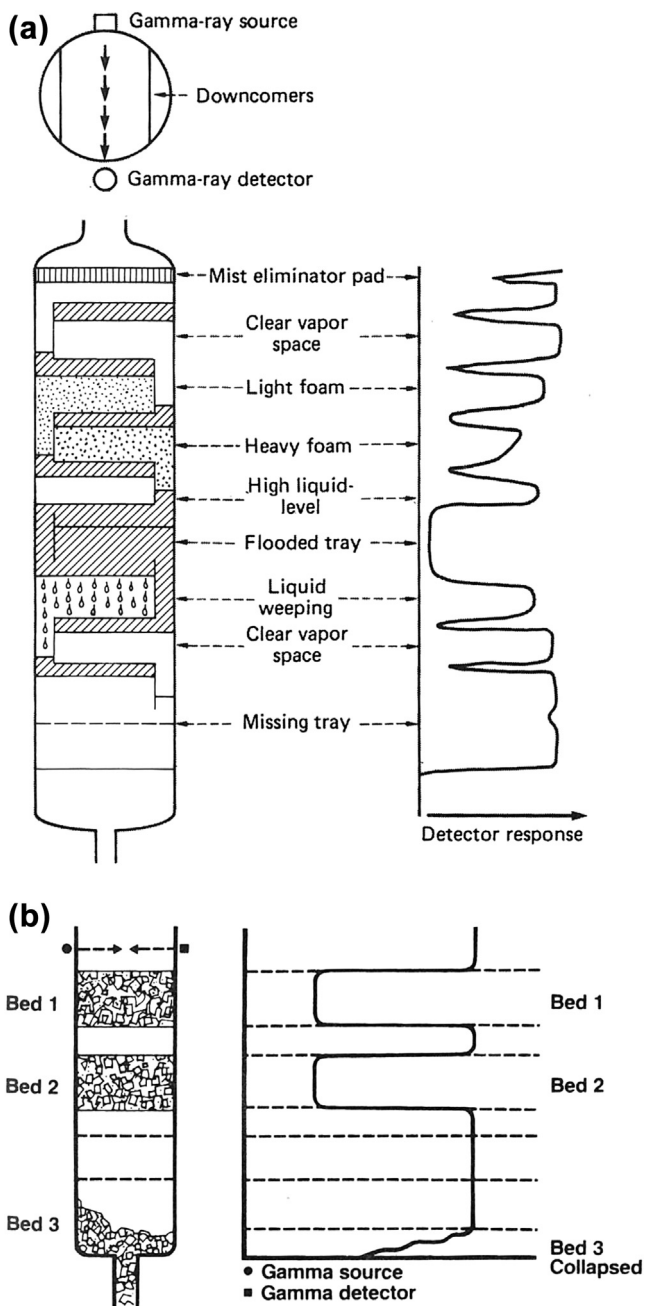 (a)
Gamma-ray source
Downcomers
Gamma-ray detector
Mist eliminator pad
Clear vapor
space
Light foam
Heavy foam
High liquid-
level
Flooded tray
Liquid
weeping
Clear vapor
space
Missing tray
Detector response
(b)
Bed 1
Bed 1
Bed 2
Bed 2
Bed 3
Bed 3
Collapsed
Gamma source
Gamma detector